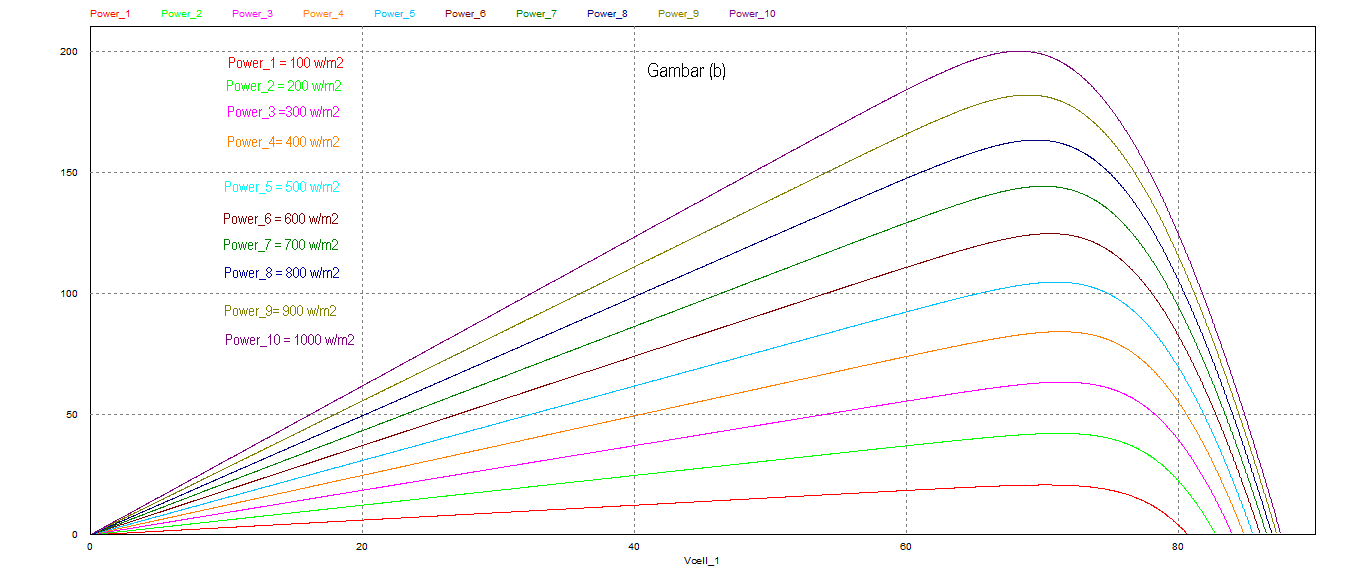 Power_1 Power_2 Power_3 Power_4 Power_5 Power_6 Power_7 Power_8 Power_9 Power_10
200
Power_1 = 100 w/m2
Gambar (b)
Power_2 = 200 w/m2
Power_3 =300 w/m2
Power_4= 400 w/m2
150
Power_5 = 500 w/m2
Power_6 = 600 w/m2
Power_7 = 700 w/m2
Power_8 = 800 w/m2
100
Power_9= 900 w/m2
Power_10 = 1000 w/m2
50
0
0 20 40 60 80
Vcell_1